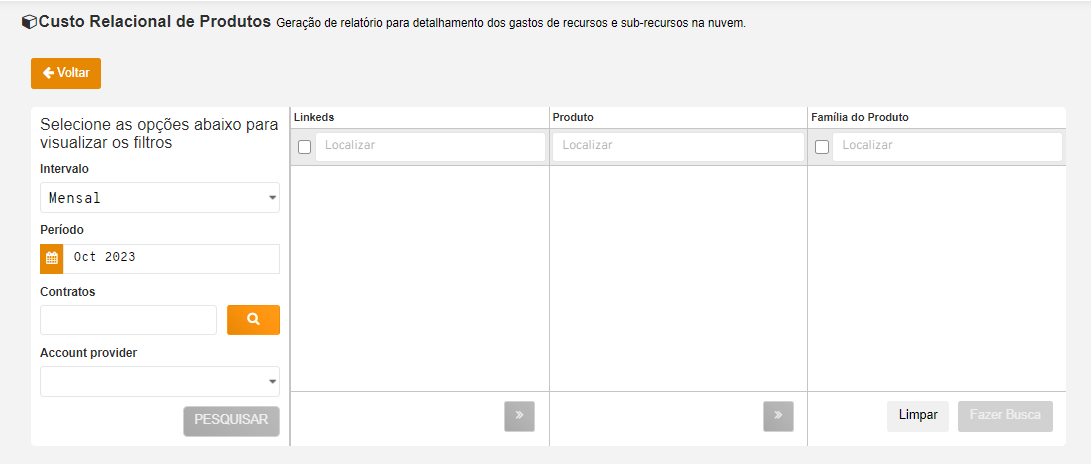 Custo Relacional de Produtos Geração de relatório para detalhamento dos gastos de recursos e sub-recursos na nuvem.
Voltar
Selecione as opções abaixo para
visualizar os filtros
Intervalo
Mensal
Período
Oct 2023
Contratos
Account provider
PESQUISAR
Linkeds
Localizar
»
Produto
Localizar
»
Família do Produto
Localizar
Limpar
Fazer Busca